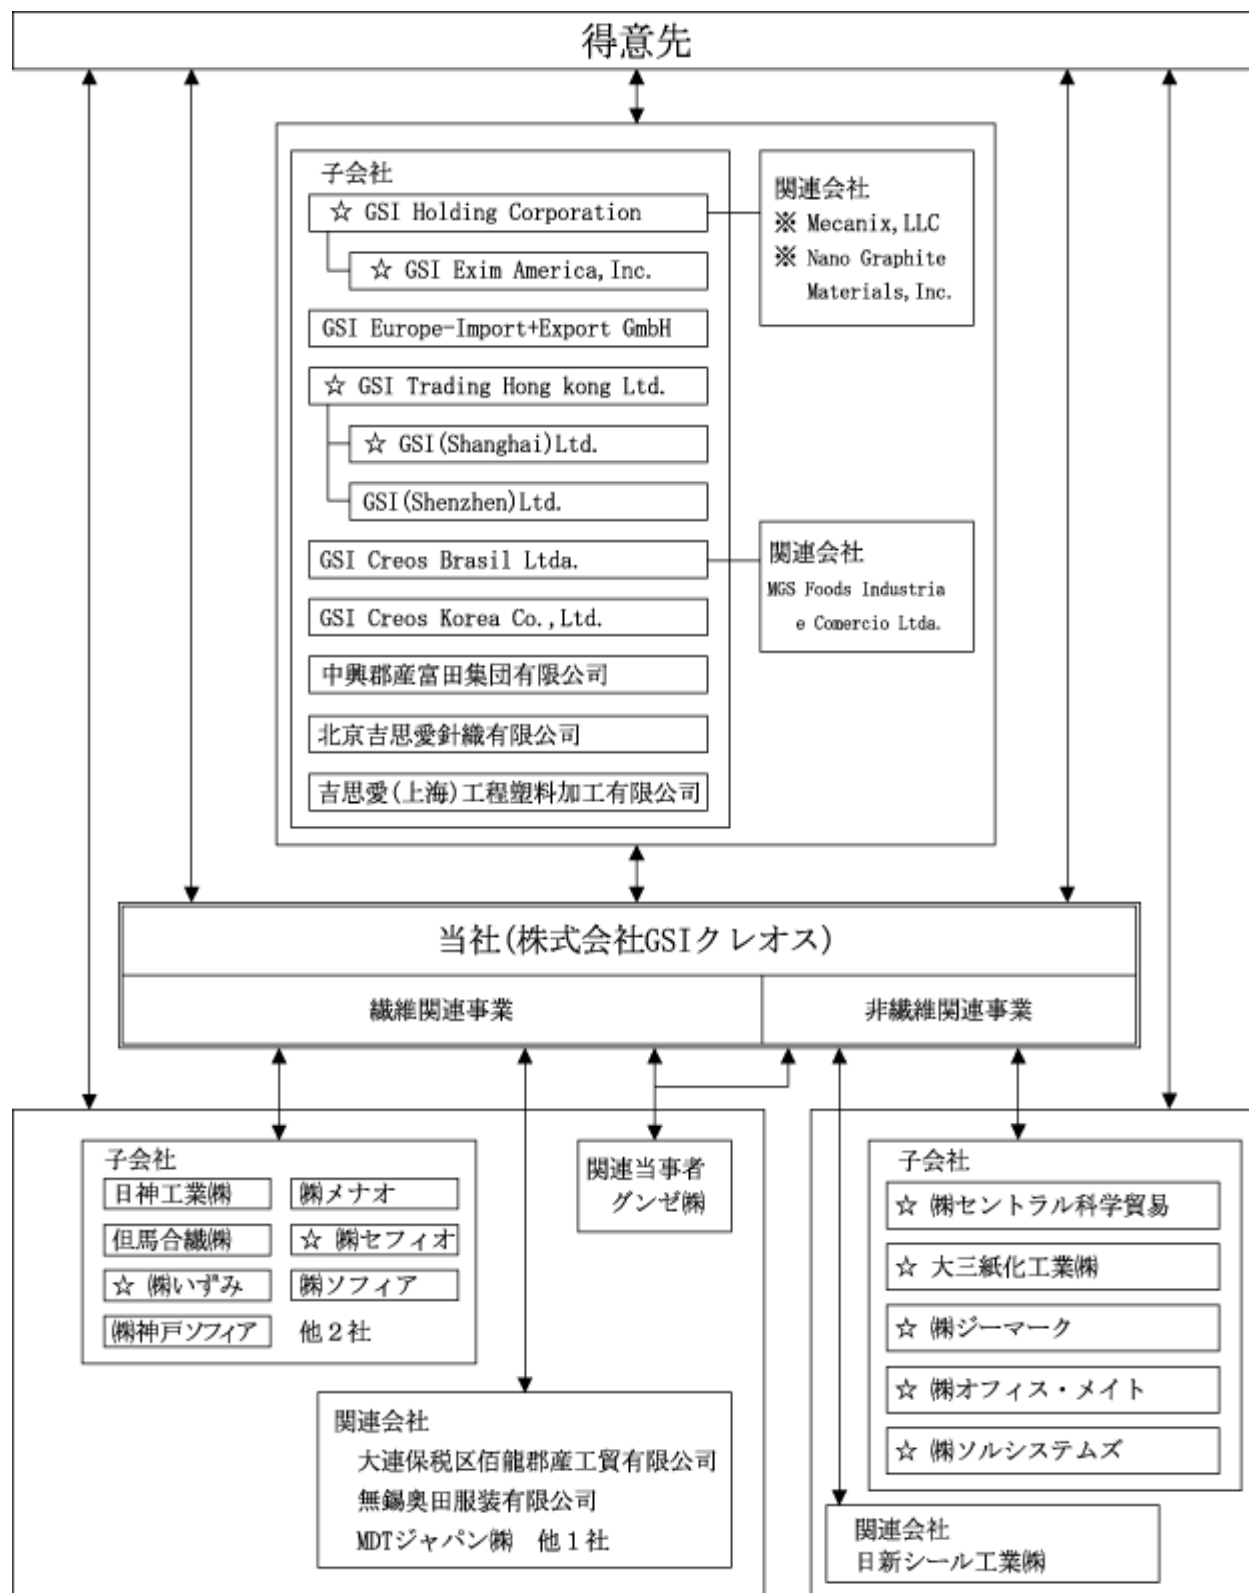 得意先
子会社
☆ GSI Holding Corporation
☆ GSI Exim America,Inc.
GSI Europe-Import+Export GmbH
☆ GSI Trading Hong kong Ltd.
☆ GSI(Shanghai)Ltd.
GSI(Shenzhen)Ltd.
GSI Creos Brasil Ltda.
GSI Creos Korea Co.,Ltd.
中興郡産富田集団有限公司
北京吉思愛針織有限公司
吉思愛(上海)工程塑料加工有限公司
関連会社
※ Mecanix,LLC
※ Nano Graphite
Materials,Inc.
関連会社
MGS Foods Industria
e Comercio Ltda.
当社(株式会社GSIクレオス)
繊維関連事業
非繊維関連事業
子会社
日神工業㈱
㈱メナオ
但馬合繊㈱
☆ ㈱セフィオ
☆ ㈱いずみ
㈱ソフィア
㈱神戸ソフィア
他２社
関連当事者
グンゼ㈱
関連会社
大連保税区佰龍郡産工貿有限公司
無錫奥田服装有限公司
MDTジャパン㈱ 他１社
子会社
☆ ㈱セントラル科学貿易
☆ 大三紙化工業㈱
☆ ㈱ジーマーク
☆ ㈱オフィス・メイト
☆ ㈱ソルシステムズ
関連会社
日新シール工業㈱